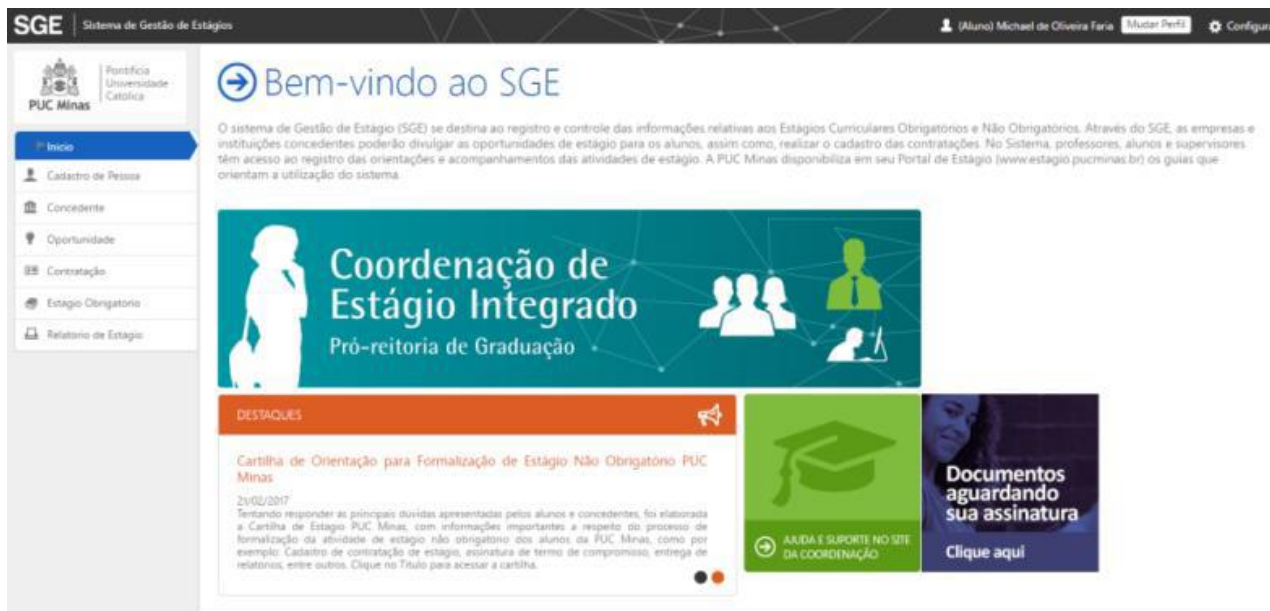 SGE Sistema de Gestão de Estágios
(Aluno) Michael de Oliveira Faria Mudar Perfil
Pontifícia
Universidade
Católica
PUC Minas
Início
Cadastro de Pessoa
Concedente
Oportunidade
Contratação
Estagio Obrigatorio
Relatorio de Estagio
Bem-vindo ao SGE
O sistema de Gestão de Estágio (SGE) se destina ao registro e controle das informações relativas aos Estágios Curriculares Obrigatórios e Não Obrigatórios. Através do SGE, as empresas e
instituições concedentes poderão divulgar as oportunidades de estágio para os alunos, assim como, realizar o cadastro das contratações. No Sistema, professores, alunos e supervisores
têm acesso ao registro das orientações e acompanhamentos das atividades de estágio. A PUC Minas disponibiliza em seu Portal de Estágio (www.estagio.pucminas.br) os guias que
orientam a utilização do sistema.
Coordenação de
Estágio Integrado
Pró-reitoria de Graduação
DESTAQUES
Cartilha de Orientação para Formalização de Estágio Não Obrigatório PUC
Minas
21/02/2017
Tentando responder as principais dúvidas apresentadas pelos alunos e concedentes, foi elaborada
a Cartilha de Estagio PUC Minas, com informações importantes a respeito do processo de
formalização da atividade de estagio não obrigatório dos alunos da PUC Minas, como por
exemplo: Cadastro de contratação de estágio, assinatura de termo de compromisso, entrega de
relatórios, entre outros. Clique no Titulo para acessar a cartilha.
AJUDA E SUPORTE NO SITE
DA COORDENAÇÃO
Documentos
aguardando
sua assinatura
Clique aqui